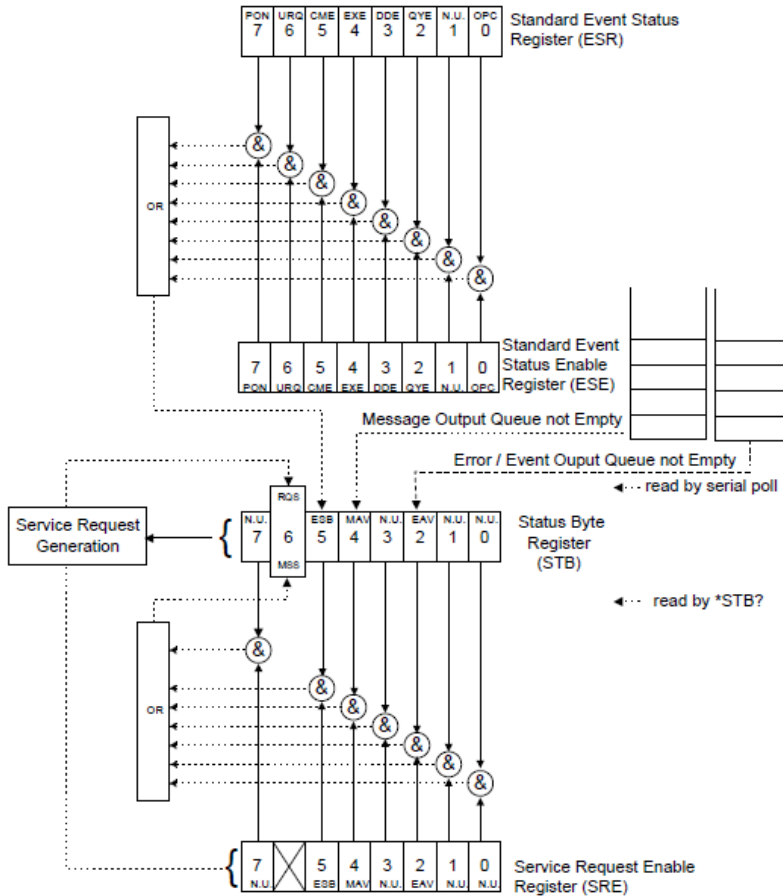 PON URQ CME EXE DDE QYE N.U. OPC
7 6 5 4 3 2 1 0
Standard Event Status
Register (ESR)
&
&
&
&
OR
&
&
&
&
7 6 5 4 3 2 1 0
PON URQ CME EXE DDE QYE N.U. OPC
Standard Event
Status Enable
Register (ESE)
Message Output Queue not Empty
Error / Event Ouput Queue not Empty
read by serial poll
Service Request
Generation
{
RQS
N.U. ESB MAV N.U. EAV N.U. N.U.
7 6 5 4 3 2 1 0
MSS
Status Byte
Register
(STB)
read by *STB?
&
&
OR
&
&
&
&
&
{
7 5 4 3 2 1 0
N.U. ESB MAV N.U. EAV N.U. N.U.
Service Request Enable
Register (SRE)